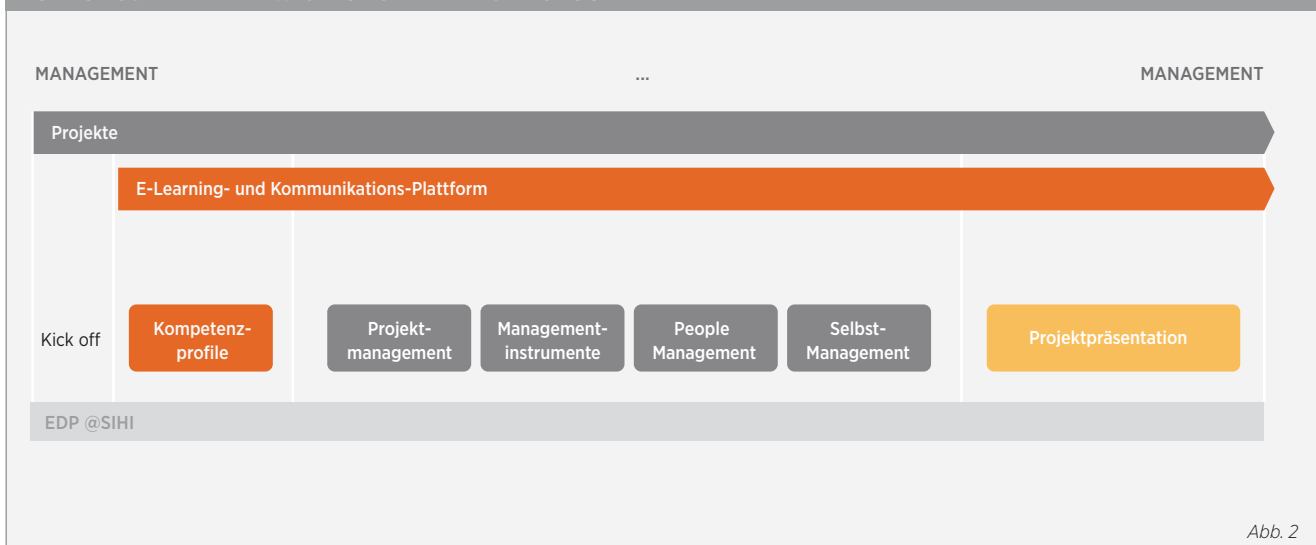 MANAGEMENT ... MANAGEMENT
Projekte
E-Learning- und Kommunikations-Plattform
Kick off
Kompetenz-
profile
Projekt-
management
Management-
instrumente
People
Management
Selbst-
Management
Projektpräsentation
EDP @SIHI
Abb. 2